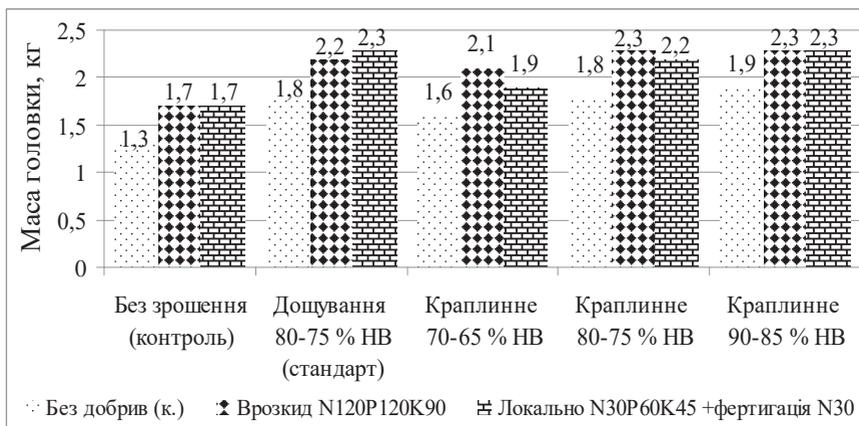 Маса головки, кг
2,5
2
1,5
1
0,5
0
1,3 1,7 1,7
1,8 2,2 2,3
1,6 2,1 1,9
1,8 2,3 2,2
1,9 2,3 2,3
Без зрошення
(контроль)
Дощування
80-75 % НВ
(стандарт)
Краплинне
70-65 % НВ
Краплинне
80-75 % НВ
Краплинне
90-85 % НВ
Без добрив (к.) Врозкид N120P120K90 Локально N30P60K45 +фертигація N30